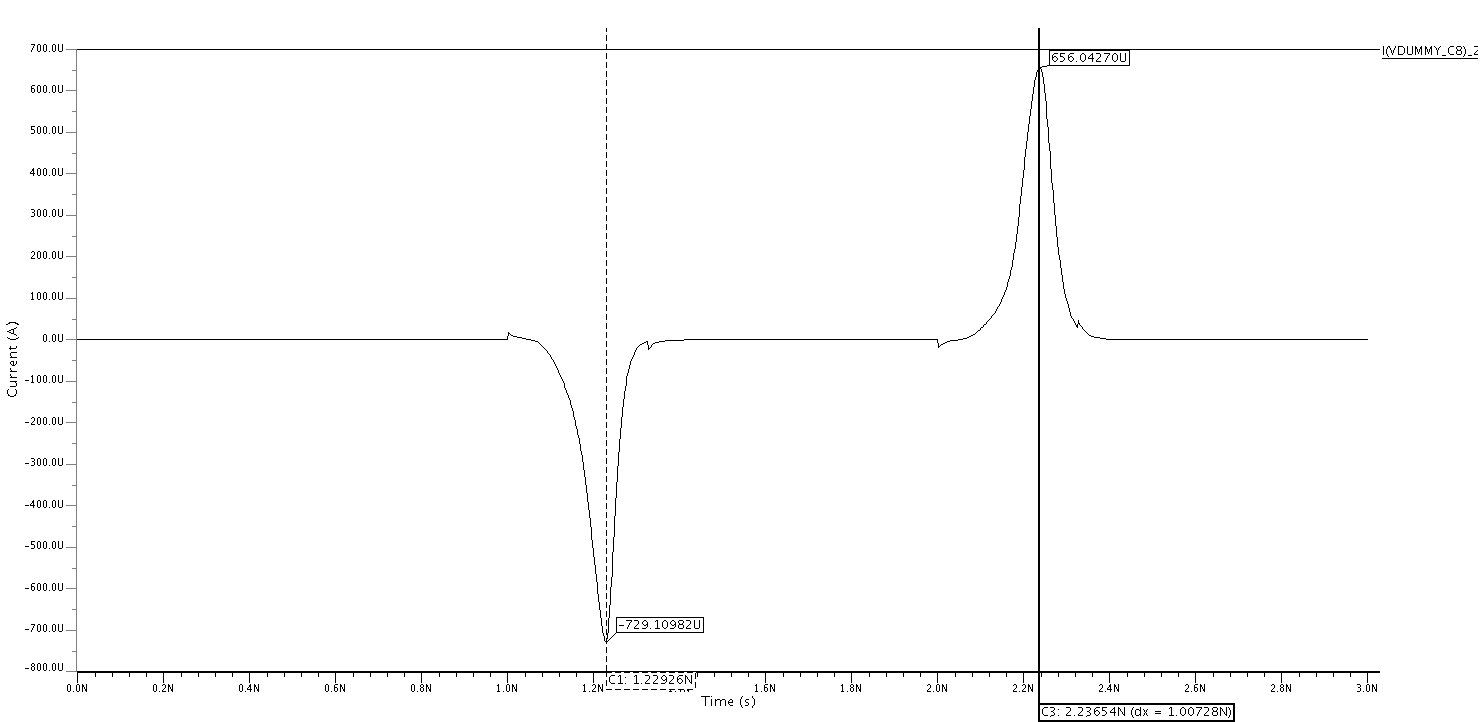 700.0U
I(VDUMMY_C8)_2
656.04270U
600.0U
500.0U
400.0U
300.0U
200.0U
100.0U
0.0U
Current (A)
-100.0U
-200.0U
-300.0U
-400.0U
-500.0U
-600.0U
-700.0U
-729.10982U
-800.0U
C1: 1.22926N
0.0N 0.2N 0.4N 0.6N 0.8N 1.0N 1.2N 1.6N 1.8N 2.0N 2.2N 2.4N 2.6N 2.8N 3.0N
Time (s)
C3: 2.23654N (dx = 1.00728N)